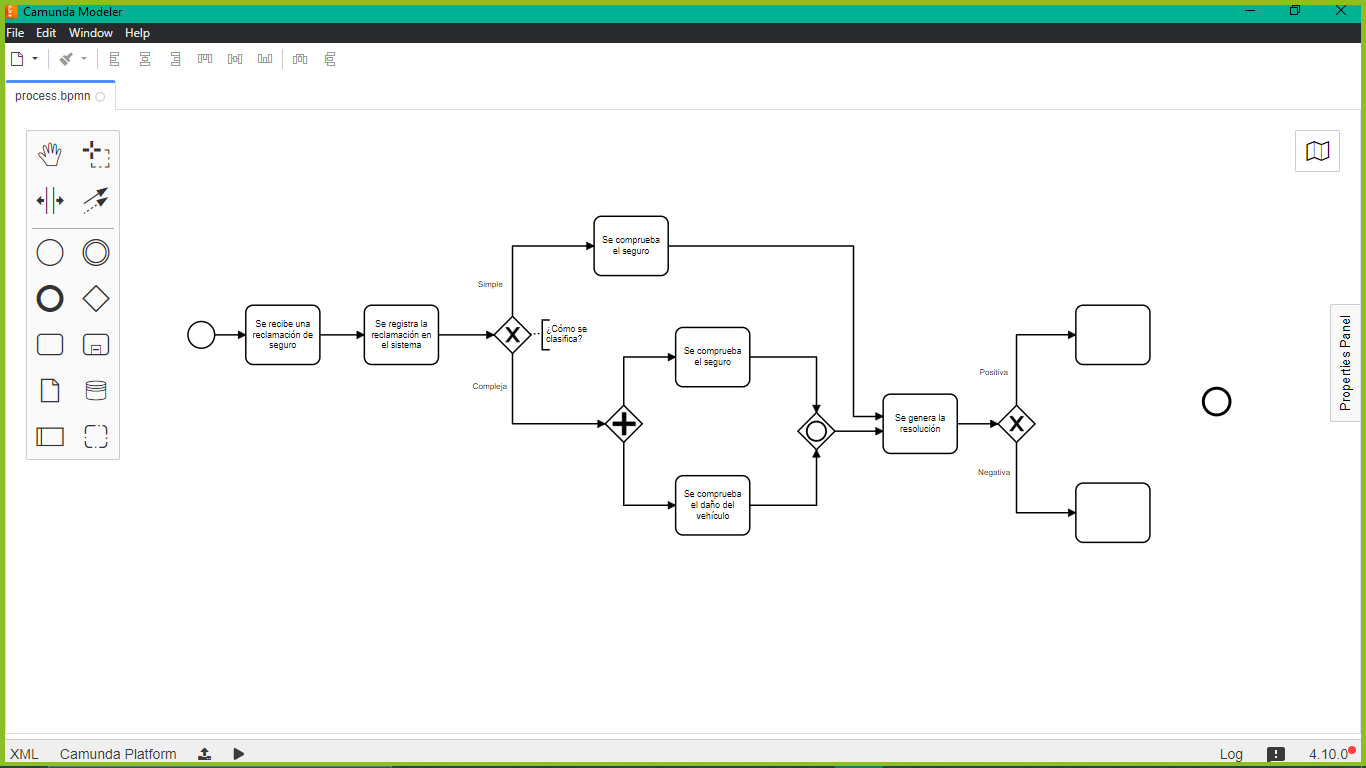 Camunda Modeler
File Edit Window Help
process.bpmn
Se comprueba
el seguro
Simple
Se recibe una
reclamación de
seguro
Se registra la
reclamación en
el sistema
¿Cómo se
clasifica?
Se comprueba
el seguro
Compleja
Se genera la
resolución
Positiva
Negativa
Se comprueba
el daño del
vehículo
Properties Panel
XML Camunda Platform Log 4.10.0